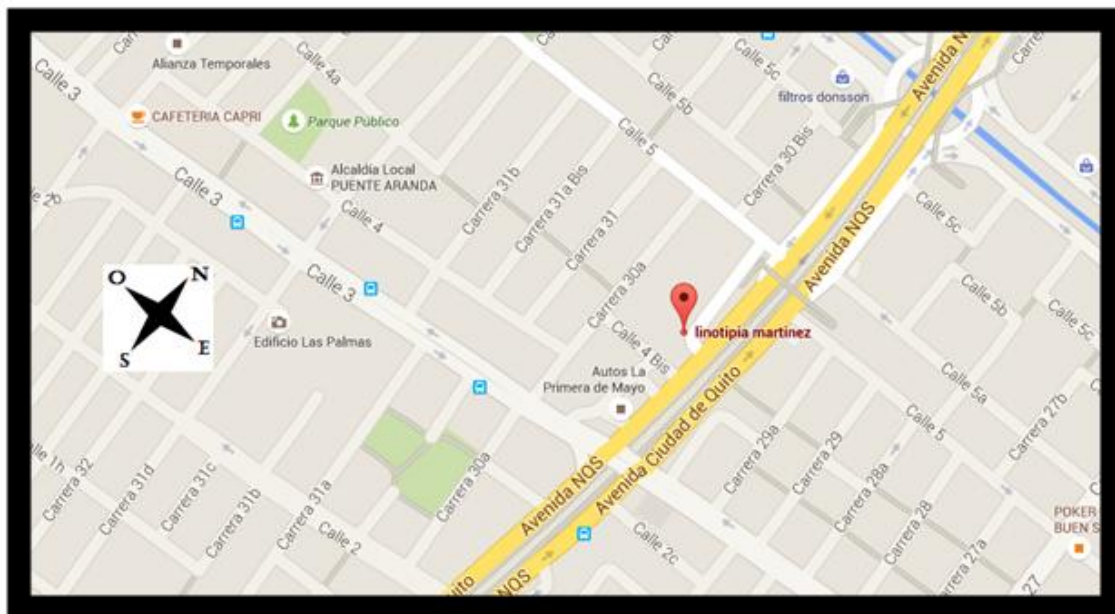 Calle 3
Alianza Temporales
Calle 4a
CAFETERIA CAPRI
Parque Público
Alcaldía Local
PUENTE ARANDA
Calle 3
Calle 4
Carrera 31b
Carrera 31a Bis
Carrera 31
Carrera 30a
Calle 5
Calle 5b
Calle 5c
filtros donsson
Carrera 30 Bis
Avenida NQS
Calle 5c
Calle 5b
Calle 5c
Calle 3
O
N
S
E
Edificio Las Palmas
linotipia martinez
Calle 4 Bis
Autos La
Primera de Mayo
Avenida Ciudad de Quito
Avenida NQS
Calle 5a
Calle 5
Carrera 27b
Carrera 29a
Carrera 29
Carrera 28a
Carrera 28
Carrera 27a
27
POKER
BUEN S
Calle 1h
Carrera 32
Carrera 31d
Carrera 31c
Carrera 31b
Carrera 31a
Carrera 30a
Calle 2
Calle 2c
uito
NQS